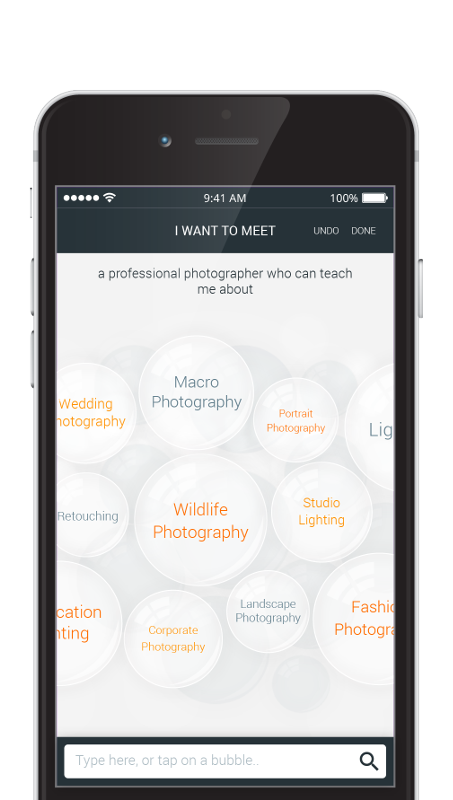 9:41 AM
100%
I WANT TO MEET
UNDO
DONE
a professional photographer who can teach
me about
Macro
Photography
Wedding
hotography
Portrait
Photography
Lig
Retouching
Wildlife
Photography
Studio
Lighting
cation
nting
Corporate
Photography
Landscape
Photography
Fashic
Photogra
Type here, or tap on a bubble..